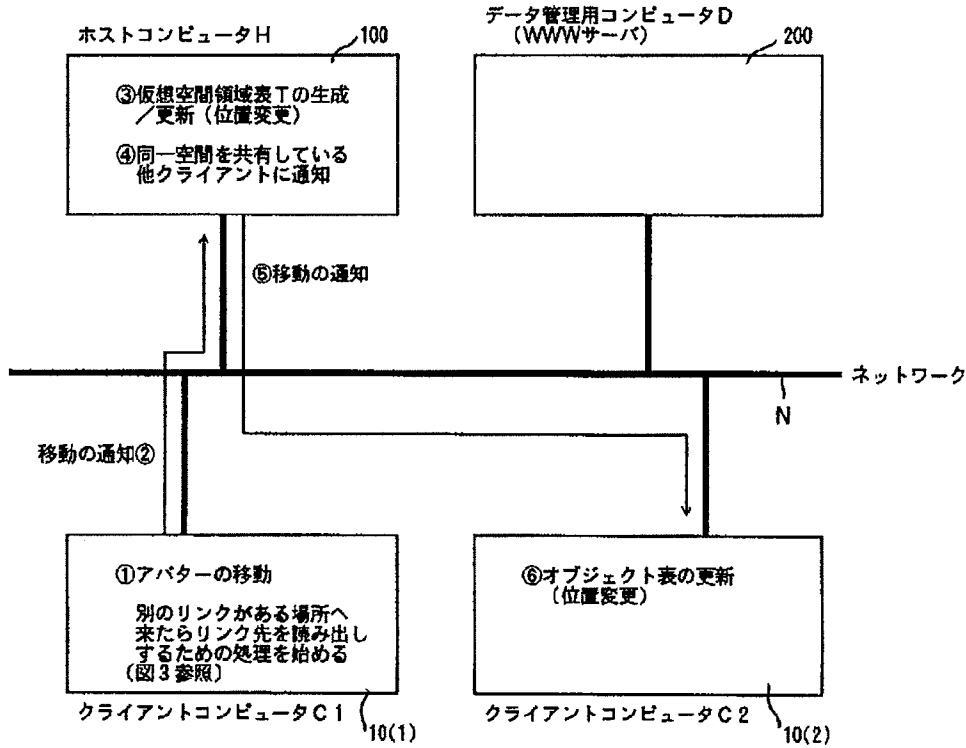 ホストコンピュータH
100
③仮想空間領域表Tの生成
／更新(位置変更)
④同一空間を共有している
他クライアントに通知
データ管理用コンピュータD
(WWWサーバ)
200
⑤移動の通知
ネットワーク
N
移動の通知②
①アバターの移動
別のリンクがある場所へ
来たらリンク先を読み出し
するための処理を始める
〔図3参照〕
クライアントコンピュータC1
10(1)
⑥オブジェクト表の更新
(位置変更)
クライアントコンピュータC2
10(2)